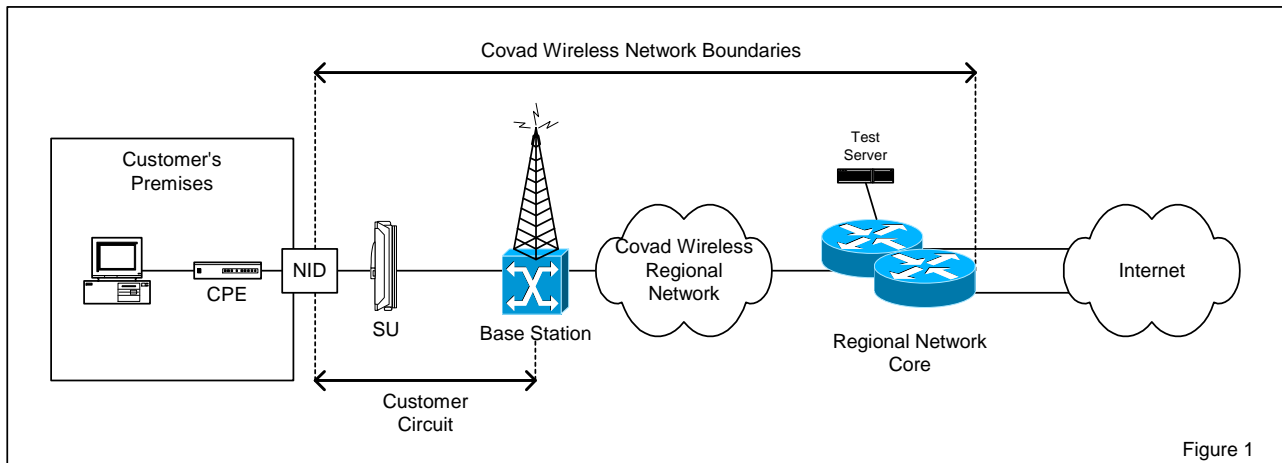 Covad Wireless Network Boundaries
Customer's
Premises
CPE
NID
SU
Base Station
Covad Wireless
Regional
Network
Test
Server
Regional Network
Core
Internet
Customer
Circuit
Figure 1